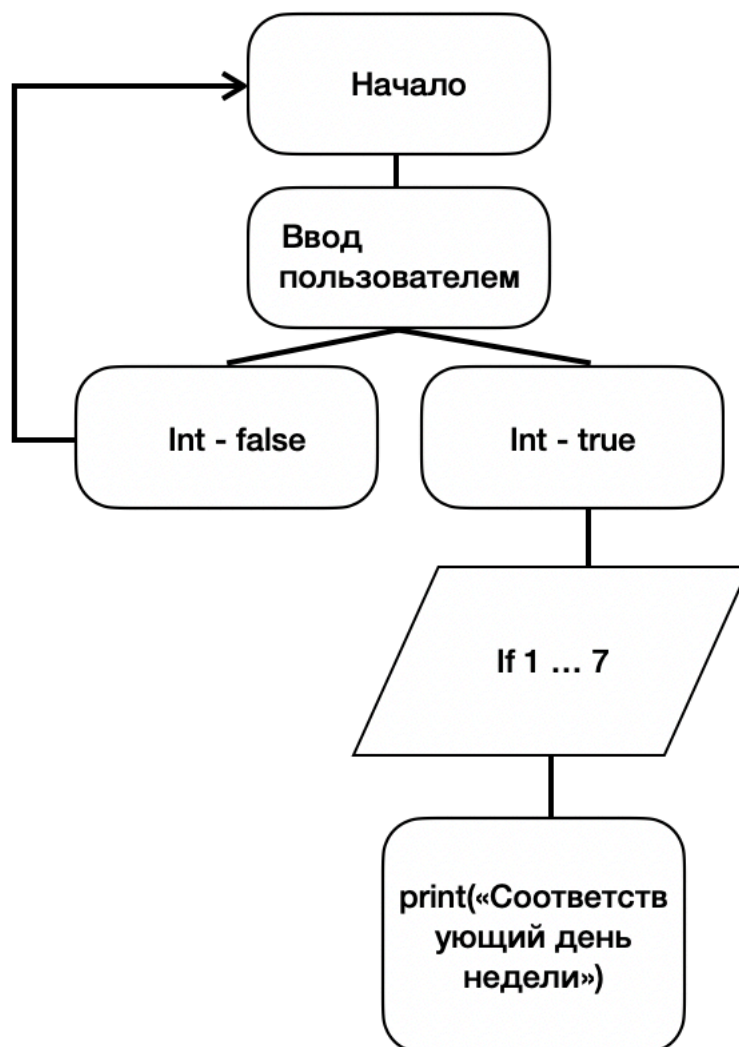 Начало
Ввод
пользователем
Int - false
Int - true
If 1 ... 7
print(«Соответств
ующий день
недели»)